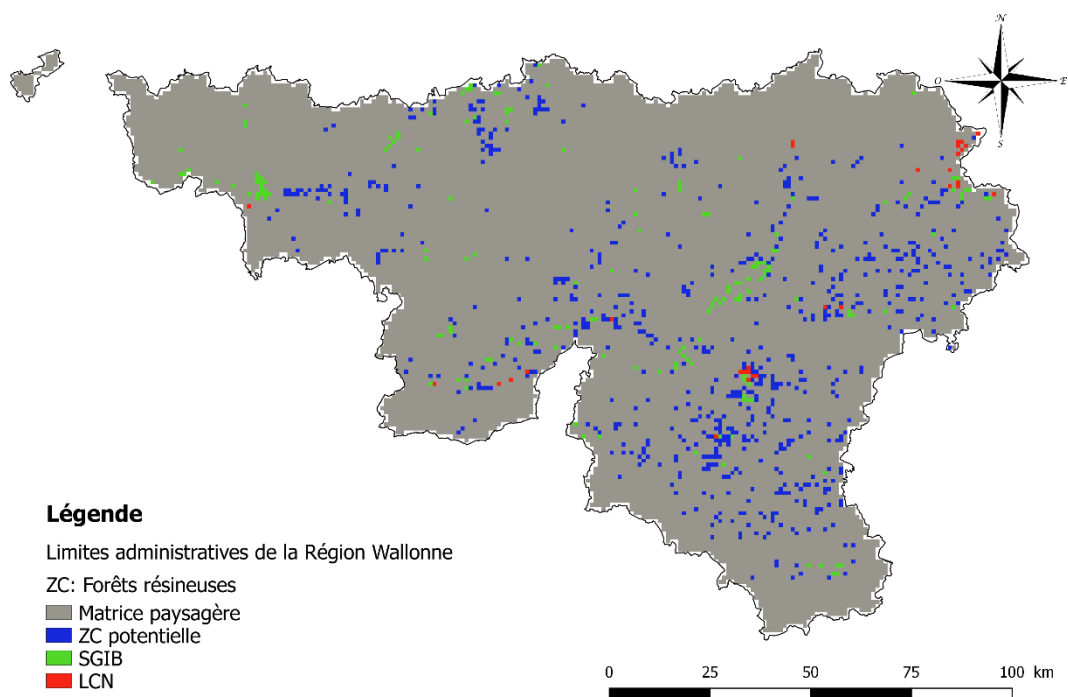 N
O
E
S
Légende
Limites administratives de la Région Wallonne
ZC: Forêts résineuses
Matrice paysagère
ZC potentielle
SGIB
LCN
0 25 50 75 100 km